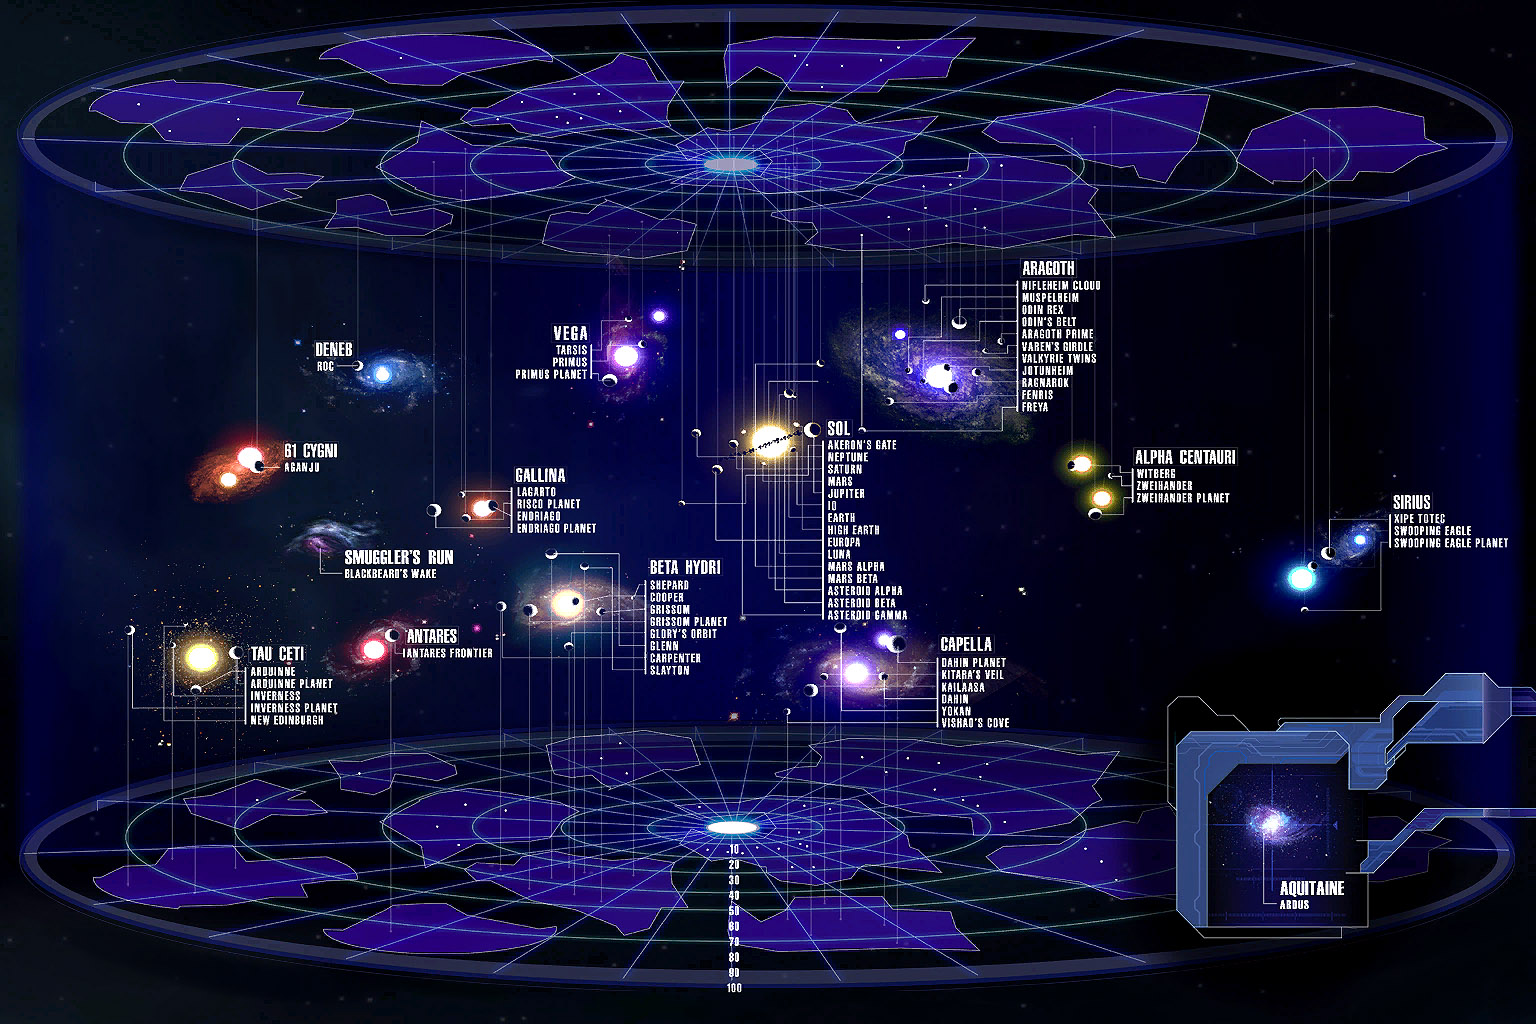 ARAGOTH
NIFLEHEIM CLOUD
MUSPELHEIM
ODIN REX
ODIN'S BELT
ARAGOTH PRIME
VAREN'S GIRDLE
VALKYRIE TWINS
JOTUNHEIM
RAGNAROK
FENRIS
FREYA
VEGA
TARSIS
PRIMUS
PRIMUS PLANET
DENEB
ROC
61 CYGNI
AGANJU
GALLINA
LAGARTO
RISCO PLANET
ENDRIAGO
ENDRIAGO PLANET
SOL
AKERON'S GATE
NEPTUNE
SATURN
MARS
JUPITER
IO
EARTH
HIGH EARTH
EUROPA
LUNA
MARS ALPHA
MARS BETA
ASTEROID ALPHA
ASTEROID BETA
ASTEROID GAMMA
ALPHA CENTAURI
WITBERG
ZWEIHANDER
ZWEIHANDER PLANET
SIRIUS
XIPE TOTEC
SWOOPING EAGLE
SWOOPING EAGLE PLANET
SMUGGLER'S RUN
BLACKBEARD'S WAKE
BETA HYDRI
SHEPARD
COOPER
GRISSOM
GRISSOM PLANET
GLORY'S ORBIT
GLENN
CARPENTER
SLAYTON
ANTARES
ANTARES FRONTIER
TAU CETI
ARDUINNE
ARDUINNE PLANET
INVERNESS
INVERNESS PLANET
NEW EDINBURGH
CAPELLA
DAHIN PLANET
KITARA'S VEIL
KAILAASA
DAHIN
YOKAN
VISHAO'S COVE
10
20
30
40
50
60
70
80
90
100
AQUITAINE
ARDUS